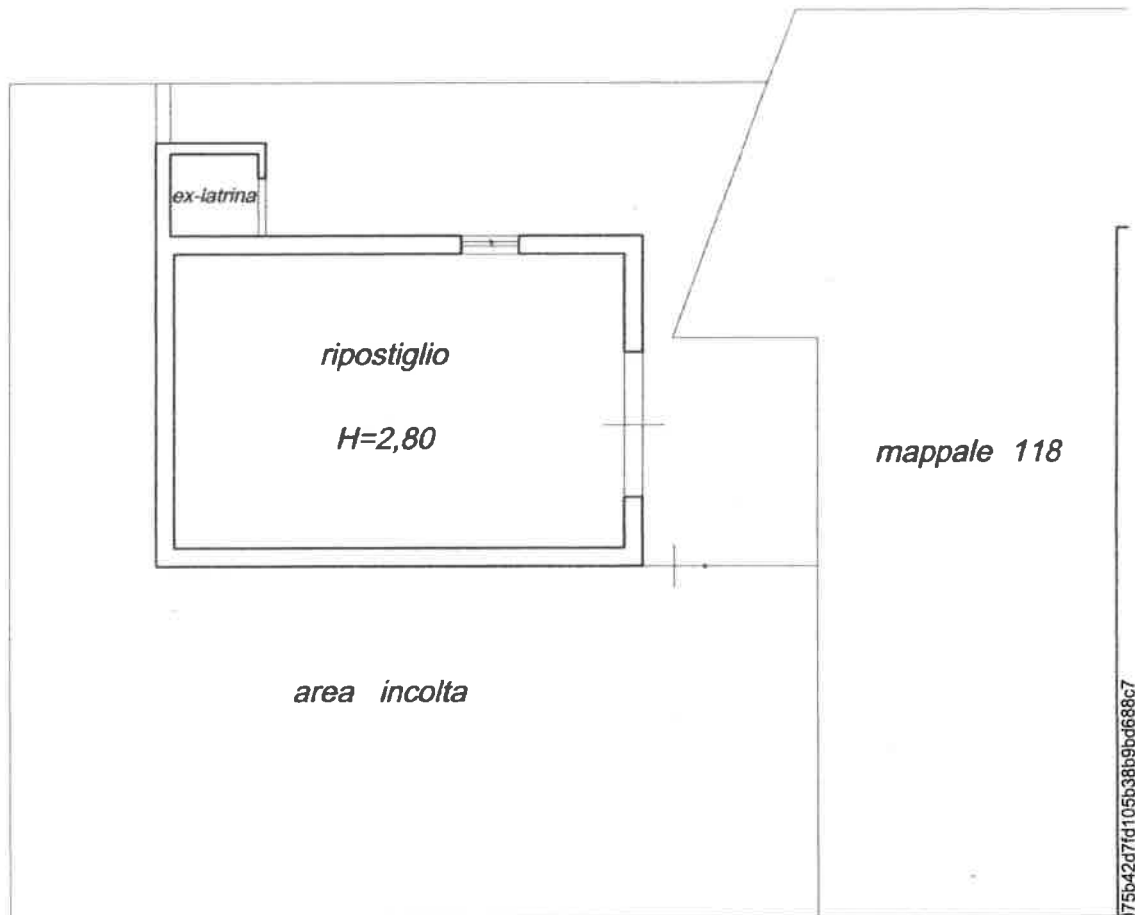 ex-latrina
ripostiglio
H=2,80
mappale 118
area incolta
75b42d7fd105b38b9bd688c7